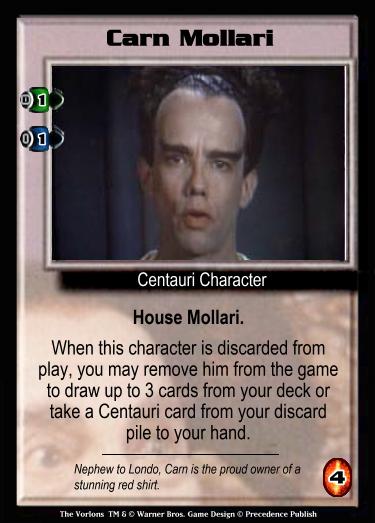 Carn Mollari
1
1
Centauri Character
House Mollari.
When this character is discarded from
play, you may remove him from the game
to draw up to 3 cards from your deck or
take a Centauri card from your discard
pile to your hand.
Nephew to Londo, Carn is the proud owner of a
stunning red shirt.
4
The Vorlons TM & © Warner Bros. Game Design © Precedence Publish